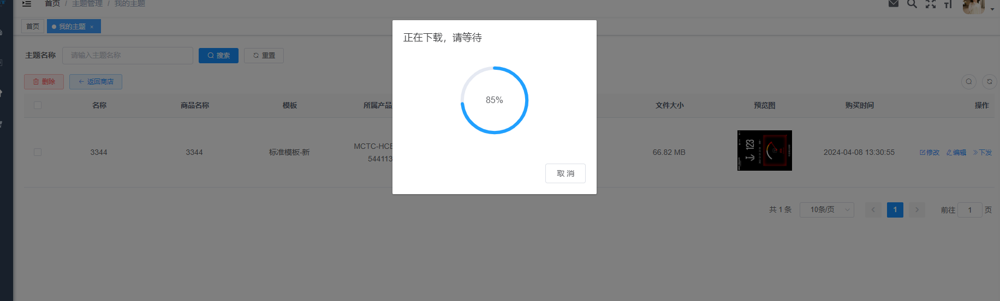 首页 / 主题管理 / 我的主题
首页 我的主题 ×
正在下载，请等待
主题名称 请输入主题名称 搜索 重置
删除 返回商店
85%
名称 商品名称 模板 所属产品 文件大小 预览图 购买时间 操作
3344 3344 标准模板-新 MCTC-HCE
544113 66.82 MB 123 2024-04-08 13:30:55 修改 编辑 下发
取 消
共 1 条 10条/页 1 前往 1 页